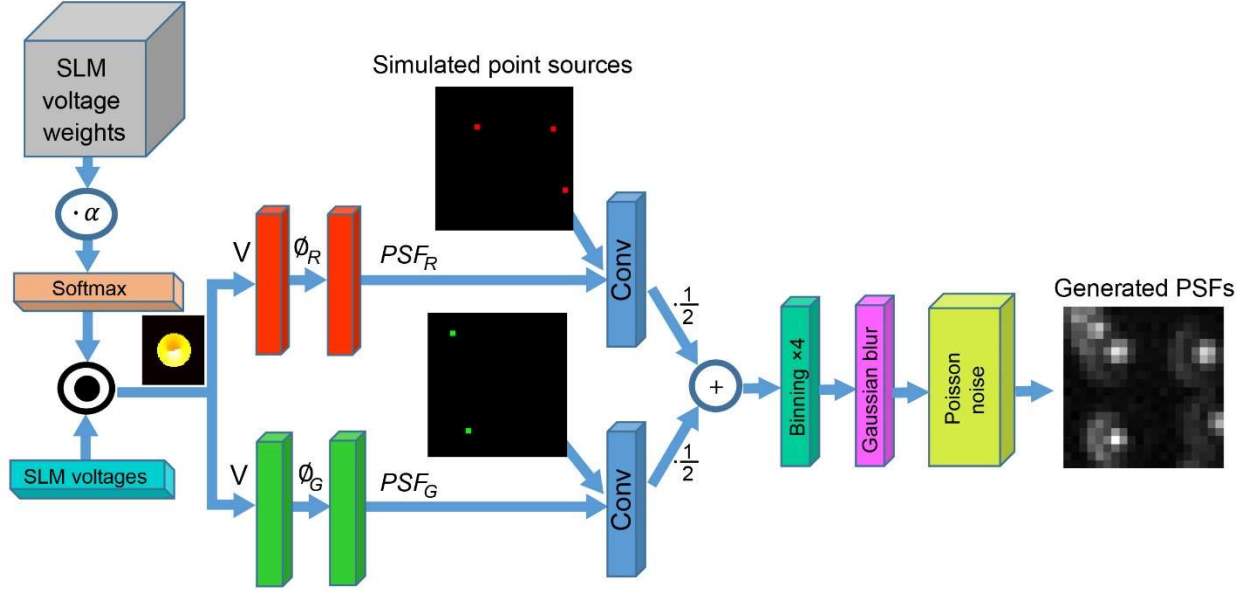 SLM
voltage
weights
· α
Softmax
SLM voltages
V
∅R
PSFR
V
∅G
PSFG
Simulated point sources
Conv
Conv
·1/2
·1/2
+
Binning ×4
Gaussian blur
Poisson
noise
Generated PSFs